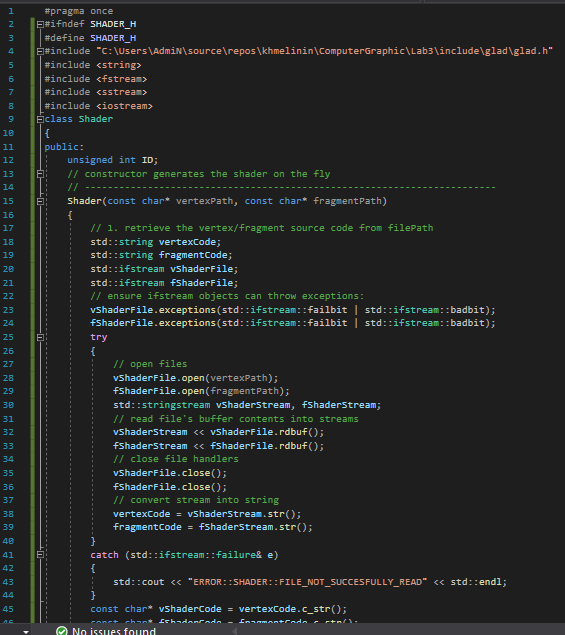 1 #pragma once
2 #ifndef SHADER_H
3 #define SHADER_H
4 #include "C:\Users\AdmiN\source\repos\khmelinin\ComputerGraphic\Lab3\include\glad\glad.h"
5 #include <string>
6 #include <fstream>
7 #include <sstream>
8 #include <iostream>
9 class Shader
10 {
11 public:
12 unsigned int ID;
13 // constructor generates the shader on the fly
14 // ------------------------------------------------------------------------
15 Shader(const char* vertexPath, const char* fragmentPath)
16 {
17 // 1. retrieve the vertex/fragment source code from filePath
18 std::string vertexCode;
19 std::string fragmentCode;
20 std::ifstream vShaderFile;
21 std::ifstream fShaderFile;
22 // ensure ifstream objects can throw exceptions:
23 vShaderFile.exceptions(std::ifstream::failbit | std::ifstream::badbit);
24 fShaderFile.exceptions(std::ifstream::failbit | std::ifstream::badbit);
25 try
26 {
27 // open files
28 vShaderFile.open(vertexPath);
29 fShaderFile.open(fragmentPath);
30 std::stringstream vShaderStream, fShaderStream;
31 // read file's buffer contents into streams
32 vShaderStream << vShaderFile.rdbuf();
33 fShaderStream << fShaderFile.rdbuf();
34 // close file handlers
35 vShaderFile.close();
36 fShaderFile.close();
37 // convert stream into string
38 vertexCode = vShaderStream.str();
39 fragmentCode = fShaderStream.str();
40 }
41 catch (std::ifstream::failure& e)
42 {
43 std::cout << "ERROR::SHADER::FILE_NOT_SUCCESFULLY_READ" << std::endl;
44 }
45 const char* vShaderCode = vertexCode.c_str();
46 const char* fShaderCode = fragmentCode.c_str();
No issues found